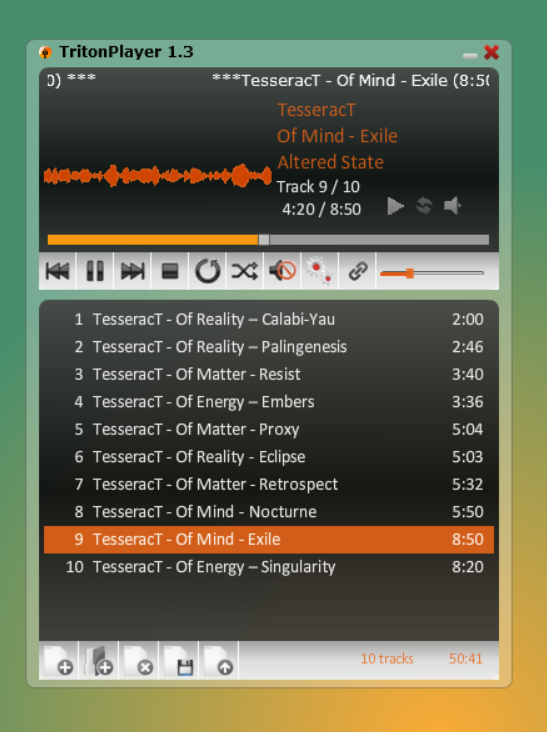 TritonPlayer 1.3
0) *** ***TesseracT - Of Mind - Exile (8:50
TesseracT
Of Mind - Exile
Altered State
Track 9 / 10
4:20 / 8:50
1 TesseracT - Of Reality – Calabi-Yau 2:00
2 TesseracT - Of Reality – Palingenesis 2:46
3 TesseracT - Of Matter - Resist 3:40
4 TesseracT - Of Energy – Embers 3:36
5 TesseracT - Of Matter - Proxy 5:04
6 TesseracT - Of Reality - Eclipse 5:03
7 TesseracT - Of Matter - Retrospect 5:32
8 TesseracT - Of Mind - Nocturne 5:50
9 TesseracT - Of Mind - Exile 8:50
10 TesseracT - Of Energy – Singularity 8:20
10 tracks 50:41